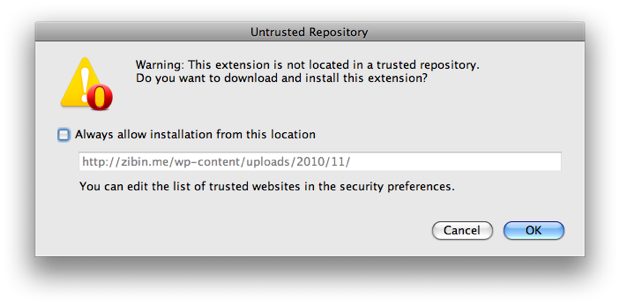 Untrusted Repository
Warning: This extension is not located in a trusted repository.
Do you want to download and install this extension?
Always allow installation from this location
http://zibin.me/wp-content/uploads/2010/11/
You can edit the list of trusted websites in the security preferences.
Cancel OK